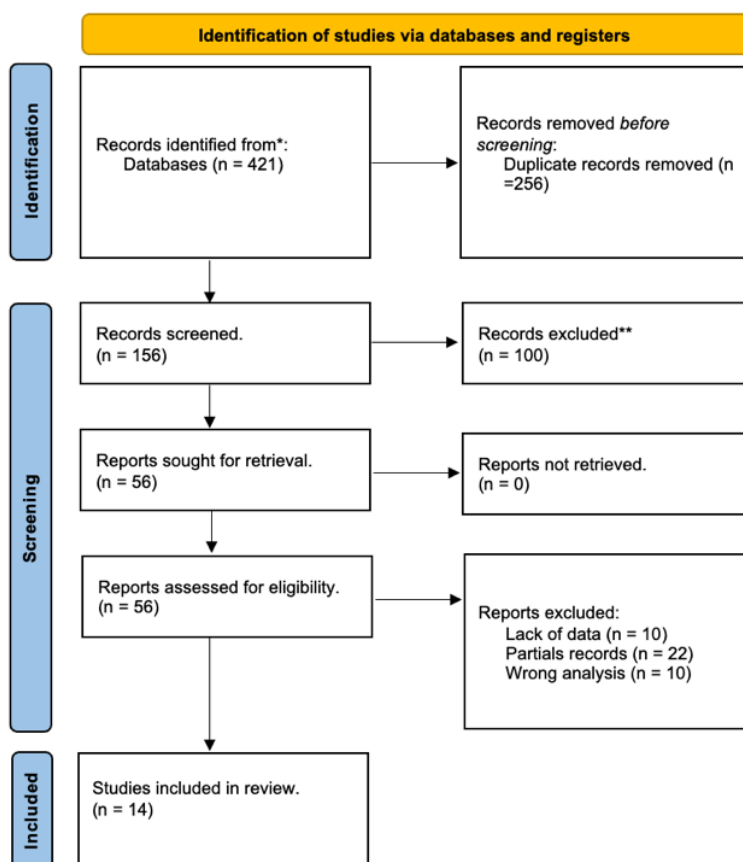 Identification of studies via databases and registers
Identification
Records identified from*:
Databases (n = 421)
Records removed before
screening:
Duplicate records removed (n
=256)
Screening
Records screened.
(n = 156)
Records excluded**
(n = 100)
Reports sought for retrieval.
(n = 56)
Reports not retrieved.
(n = 0)
Reports assessed for eligibility.
(n = 56)
Reports excluded:
Lack of data (n = 10)
Partials records (n = 22)
Wrong analysis (n = 10)
Included
Studies included in review.
(n = 14)